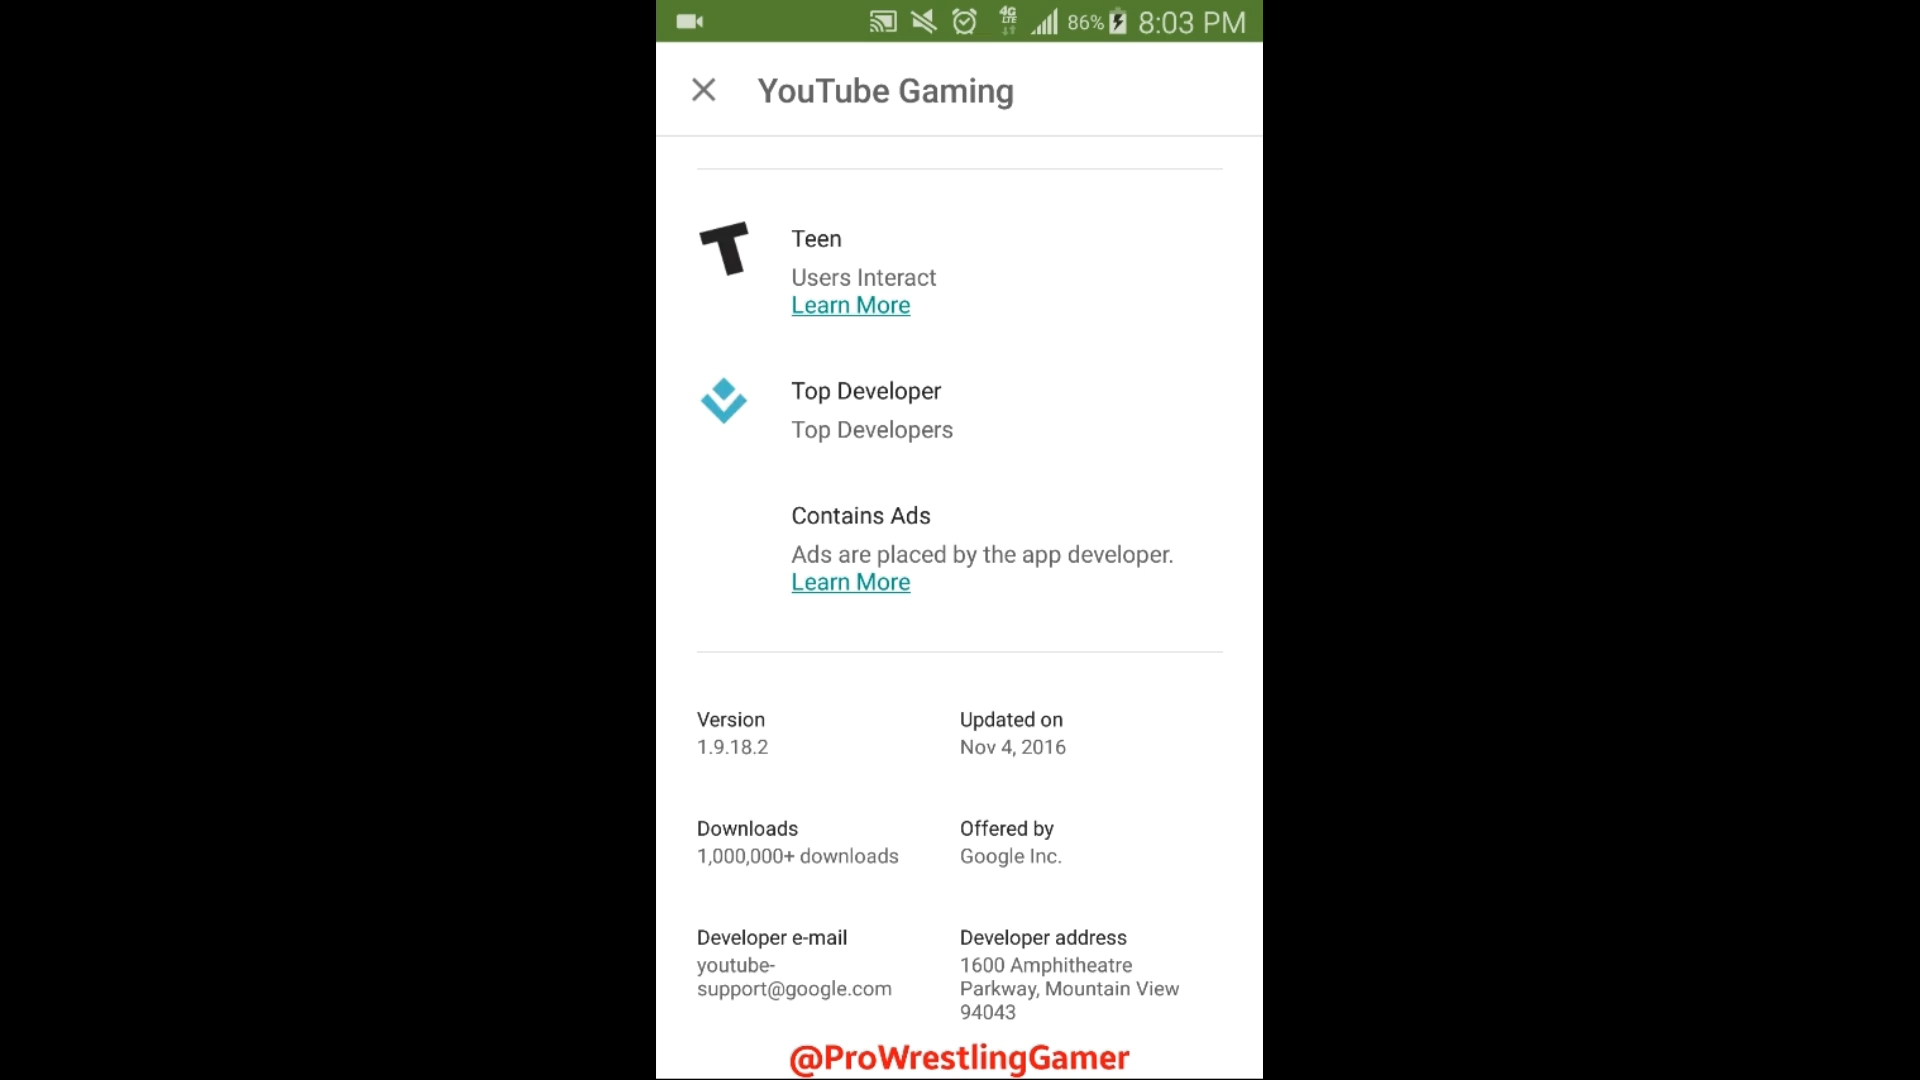 4G LTE 86% 8:03 PM
YouTube Gaming
Teen
Users Interact
Learn More
Top Developer
Top Developers
Contains Ads
Ads are placed by the app developer.
Learn More
Version
1.9.18.2
Updated on
Nov 4, 2016
Downloads
1,000,000+ downloads
Offered by
Google Inc.
Developer e-mail
youtube-
support@google.com
Developer address
1600 Amphitheatre
Parkway, Mountain View
94043
@ProWrestlingGamer